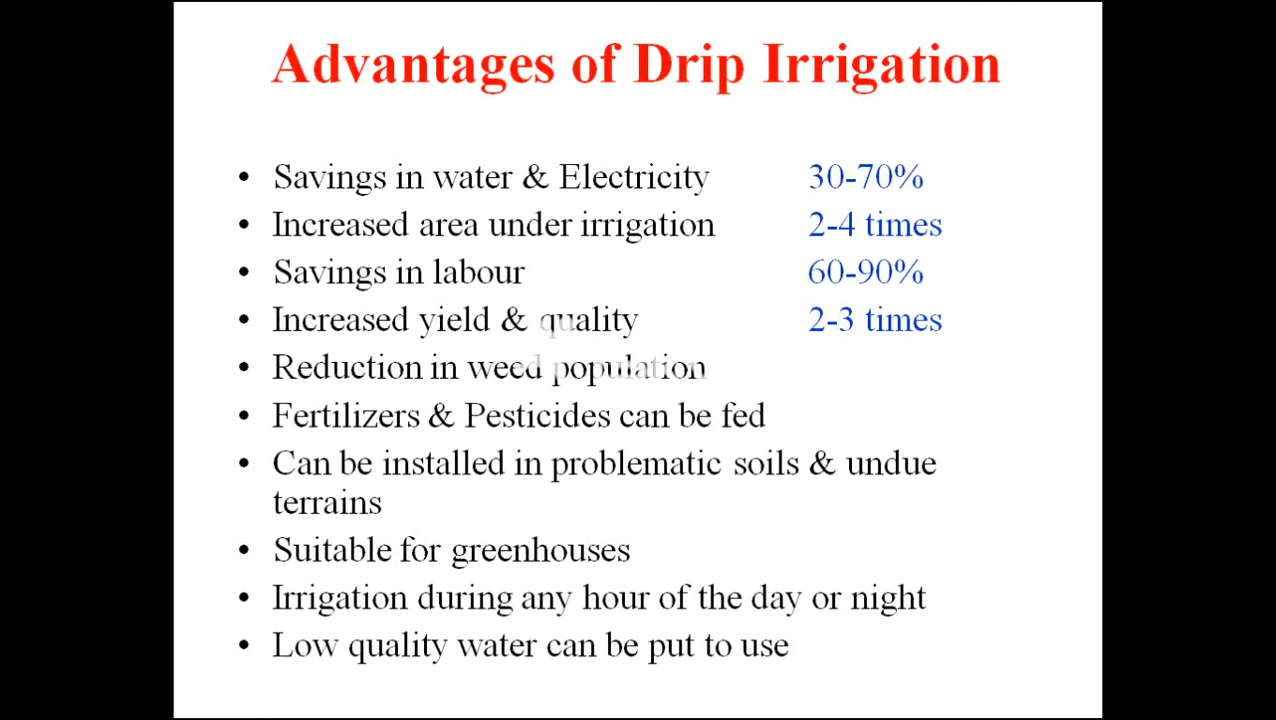 Advantages of Drip Irrigation
• Savings in water & Electricity 30-70%
• Increased area under irrigation 2-4 times
• Savings in labour 60-90%
• Increased yield & quality 2-3 times
• Reduction in weed population
• Fertilizers & Pesticides can be fed
• Can be installed in problematic soils & undue
terrains
• Suitable for greenhouses
• Irrigation during any hour of the day or night
• Low quality water can be put to use